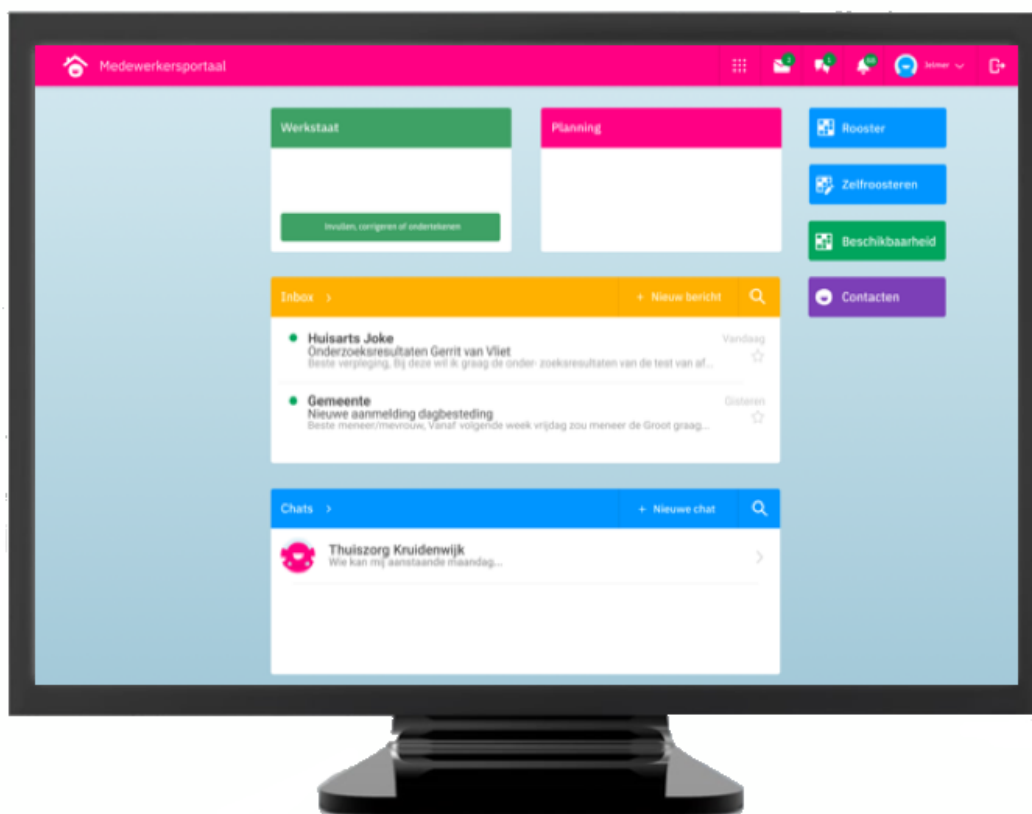 Medewerkersportaal
2
1
66
Jelmer
Werkstaat
Planning
Rooster
Invullen, corrigeren of ondertekenen
Zelfroosteren
Beschikbaarheid
Inbox
+ Nieuw bericht
Contacten
Huisarts Joke
Vandaag
Onderzoeksresultaten Gerrit van Vliet
Beste verpleging, Bij deze wil ik graag de onder- zoeksresultaten van de test van af...
Gemeente
Gisteren
Nieuwe aanmelding dagbesteding
Beste meneer/mevrouw, Vanaf volgende week vrijdag zou meneer de Groot graag...
Chats
+ Nieuwe chat
Thuiszorg Kruidenwijk
Wie kan mij aanstaande maandag...